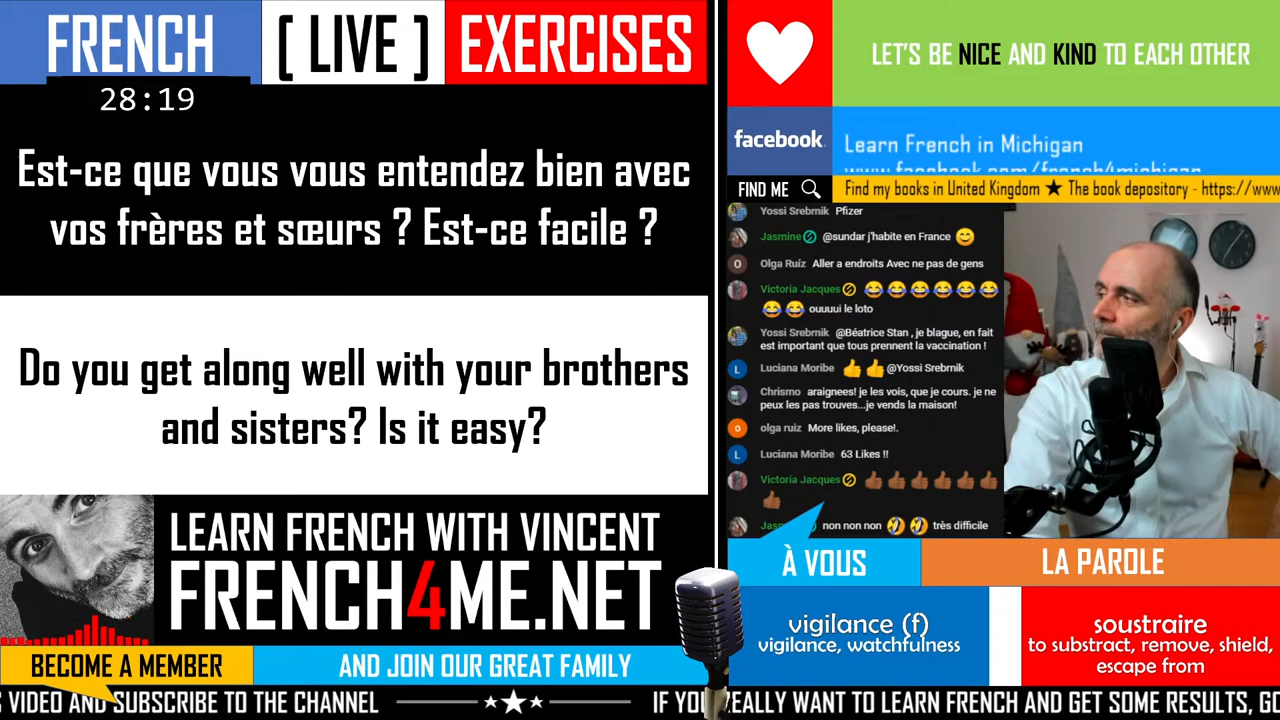 FRENCH
[ LIVE ]
EXERCISES
28:19
Est-ce que vous vous entendez bien avec
vos frères et sœurs ? Est-ce facile ?
Do you get along well with your brothers
and sisters? Is it easy?
LEARN FRENCH WITH VINCENT
FRENCH4ME.NET
BECOME A MEMBER
AND JOIN OUR GREAT FAMILY
LET'S BE NICE AND KIND TO EACH OTHER
facebook.
Learn French in Michigan
www.facebook.com/french4michigan
FIND ME
Find my books in United Kingdom ★ The book depository - https://www
Yossi Srebrnik Pfizer
Jasmine @sundar j'habite en France 😊
O Olga Ruíz Aller a endroits Avec ne pas de gens
Victoria Jacques 😂😂😂😂😂😂
😂😂 ouuuui le loto
Yossi Srebrnik @Béatrice Stan , je blague, en fait
est important que tous prennent la vaccination !
L Luciana Moribe 👍👍@Yossi Srebrnik
Chrismo araignees! je les vois, que je cours. je ne
peux les pas trouves...je vends la maison!
o olga ruiz More likes, please!.
L Luciana Moribe 63 Likes !!
Victoria Jacques 👍🏾👍🏾👍🏾👍🏾👍🏾👍🏾
👍🏾
non non non 🤣🤣 très difficile
À VOUS
LA PAROLE
vigilance (f)
vigilance, watchfulness
soustraire
to substract, remove, shield,
escape from
S VIDEO AND SUBSCRIBE TO THE CHANNEL ★★★ IF YOU REALLY WANT TO LEARN FRENCH AND GET SOME RESULTS, GO